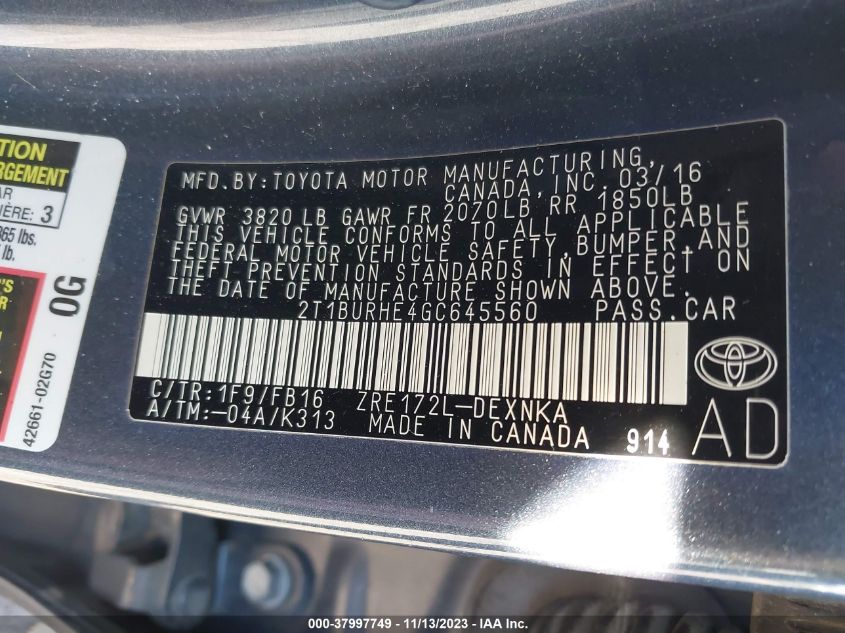 TION
RGEMENT
AR
IÈRE: 3
365 lbs.
lb.
0G
42661-02G70
MFD.BY:TOYOTA MOTOR MANUFACTURING,
CANADA,INC. 03/16
GVWR 3820 LB GAWR FR 2070LB RR 1850LB
THIS VEHICLE CONFORMS TO ALL APPLICABLE
FEDERAL MOTOR VEHICLE SAFETY,BUMPER,AND
THEFT PREVENTION STANDARDS IN EFFECT ON
THE DATE OF MANUFACTURE SHOWN ABOVE.
2T1BURHE4GC645560 PASS.CAR
C/TR:1F9/FB16 ZRE172L-DEXNKA
A/TM:-04A/K313 MADE IN CANADA 914
AD
000-37997749 - 11/13/2023 - IAA Inc.